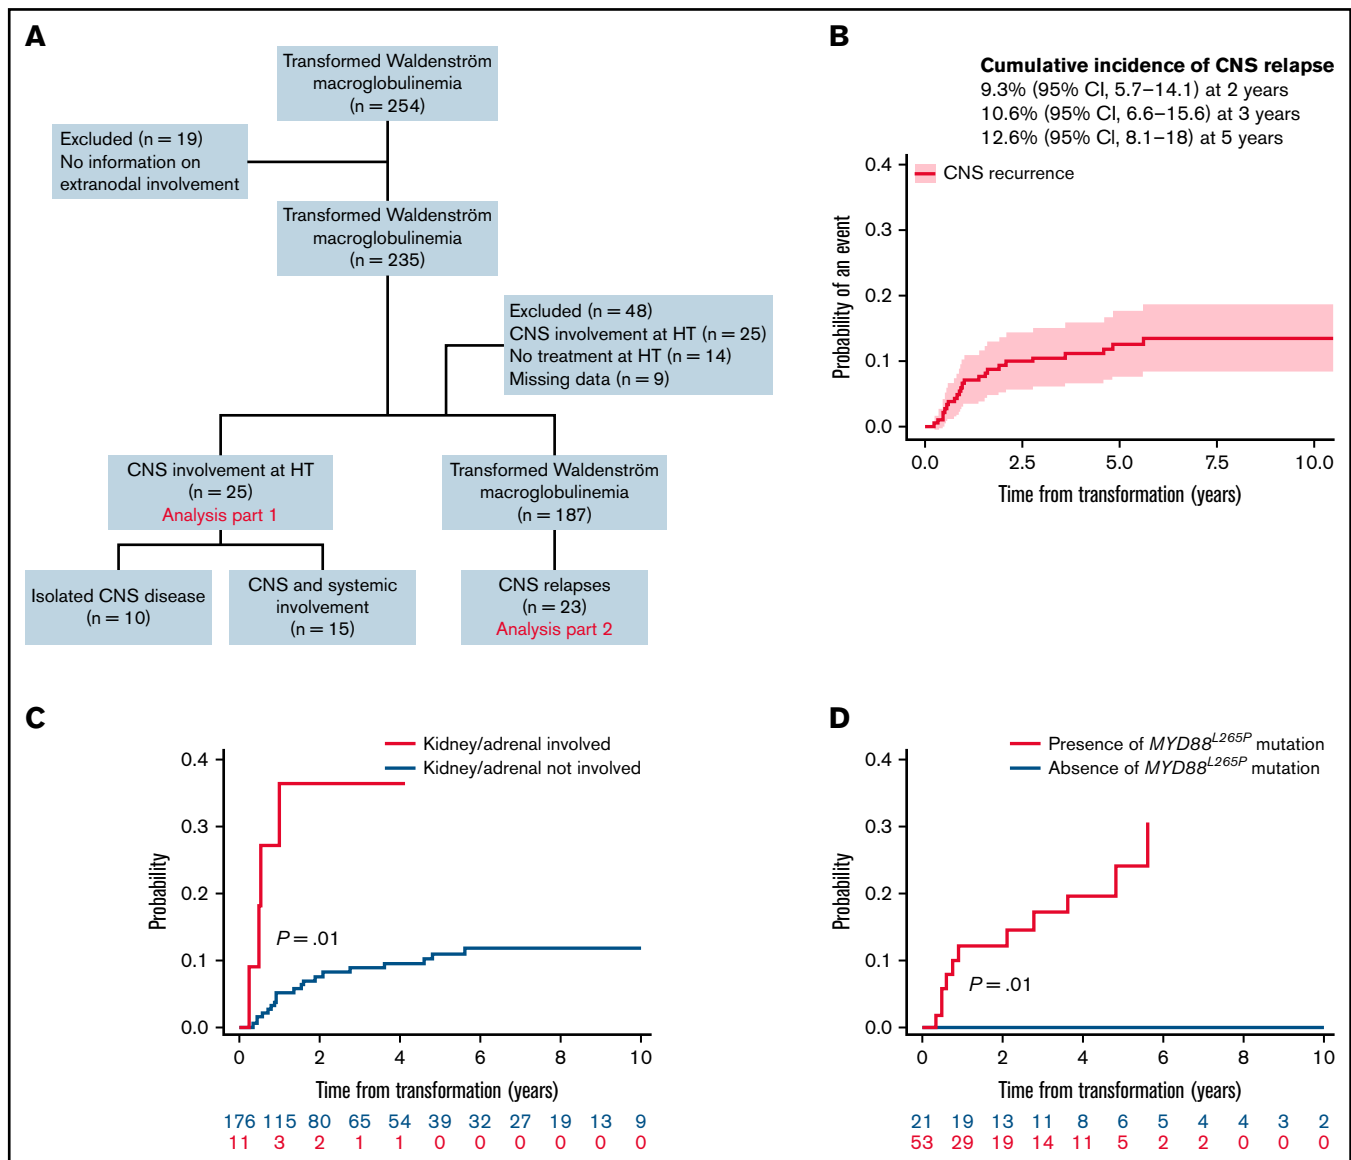 A
Transformed Waldenström
macroglobulinemia
(n = 254)
Excluded (n = 19)
No information on
extranodal involvement
Transformed Waldenström
macroglobulinemia
(n = 235)
Excluded (n = 48)
CNS involvement at HT (n = 25)
No treatment at HT (n = 14)
Missing data (n = 9)
CNS involvement at HT
(n = 25)
Analysis part 1
Transformed Waldenström
macroglobulinemia
(n = 187)
Isolated CNS disease
(n = 10)
CNS and systemic
involvement
(n = 15)
CNS relapses
(n = 23)
Analysis part 2
B
Cumulative incidence of CNS relapse
9.3% (95% CI, 5.7–14.1) at 2 years
10.6% (95% CI, 6.6–15.6) at 3 years
12.6% (95% CI, 8.1–18) at 5 years
CNS recurrence
Probability of an event
0.4
0.3
0.2
0.1
0.0
0.0 2.5 5.0 7.5 10.0
Time from transformation (years)
C
Kidney/adrenal involved
Kidney/adrenal not involved
Probability
0.4
0.3
0.2
0.1
0.0
P = .01
0 2 4 6 8 10
Time from transformation (years)
176 115 80 65 54 39 32 27 19 13 9
11 3 2 1 1 0 0 0 0 0 0
D
Presence of MYD88^L265P mutation
Absence of MYD88^L265P mutation
Probability
0.4
0.3
0.2
0.1
0.0
P = .01
0 2 4 6 8 10
Time from transformation (years)
21 19 13 11 8 6 5 4 4 3 2
53 29 19 14 11 5 2 2 0 0 0